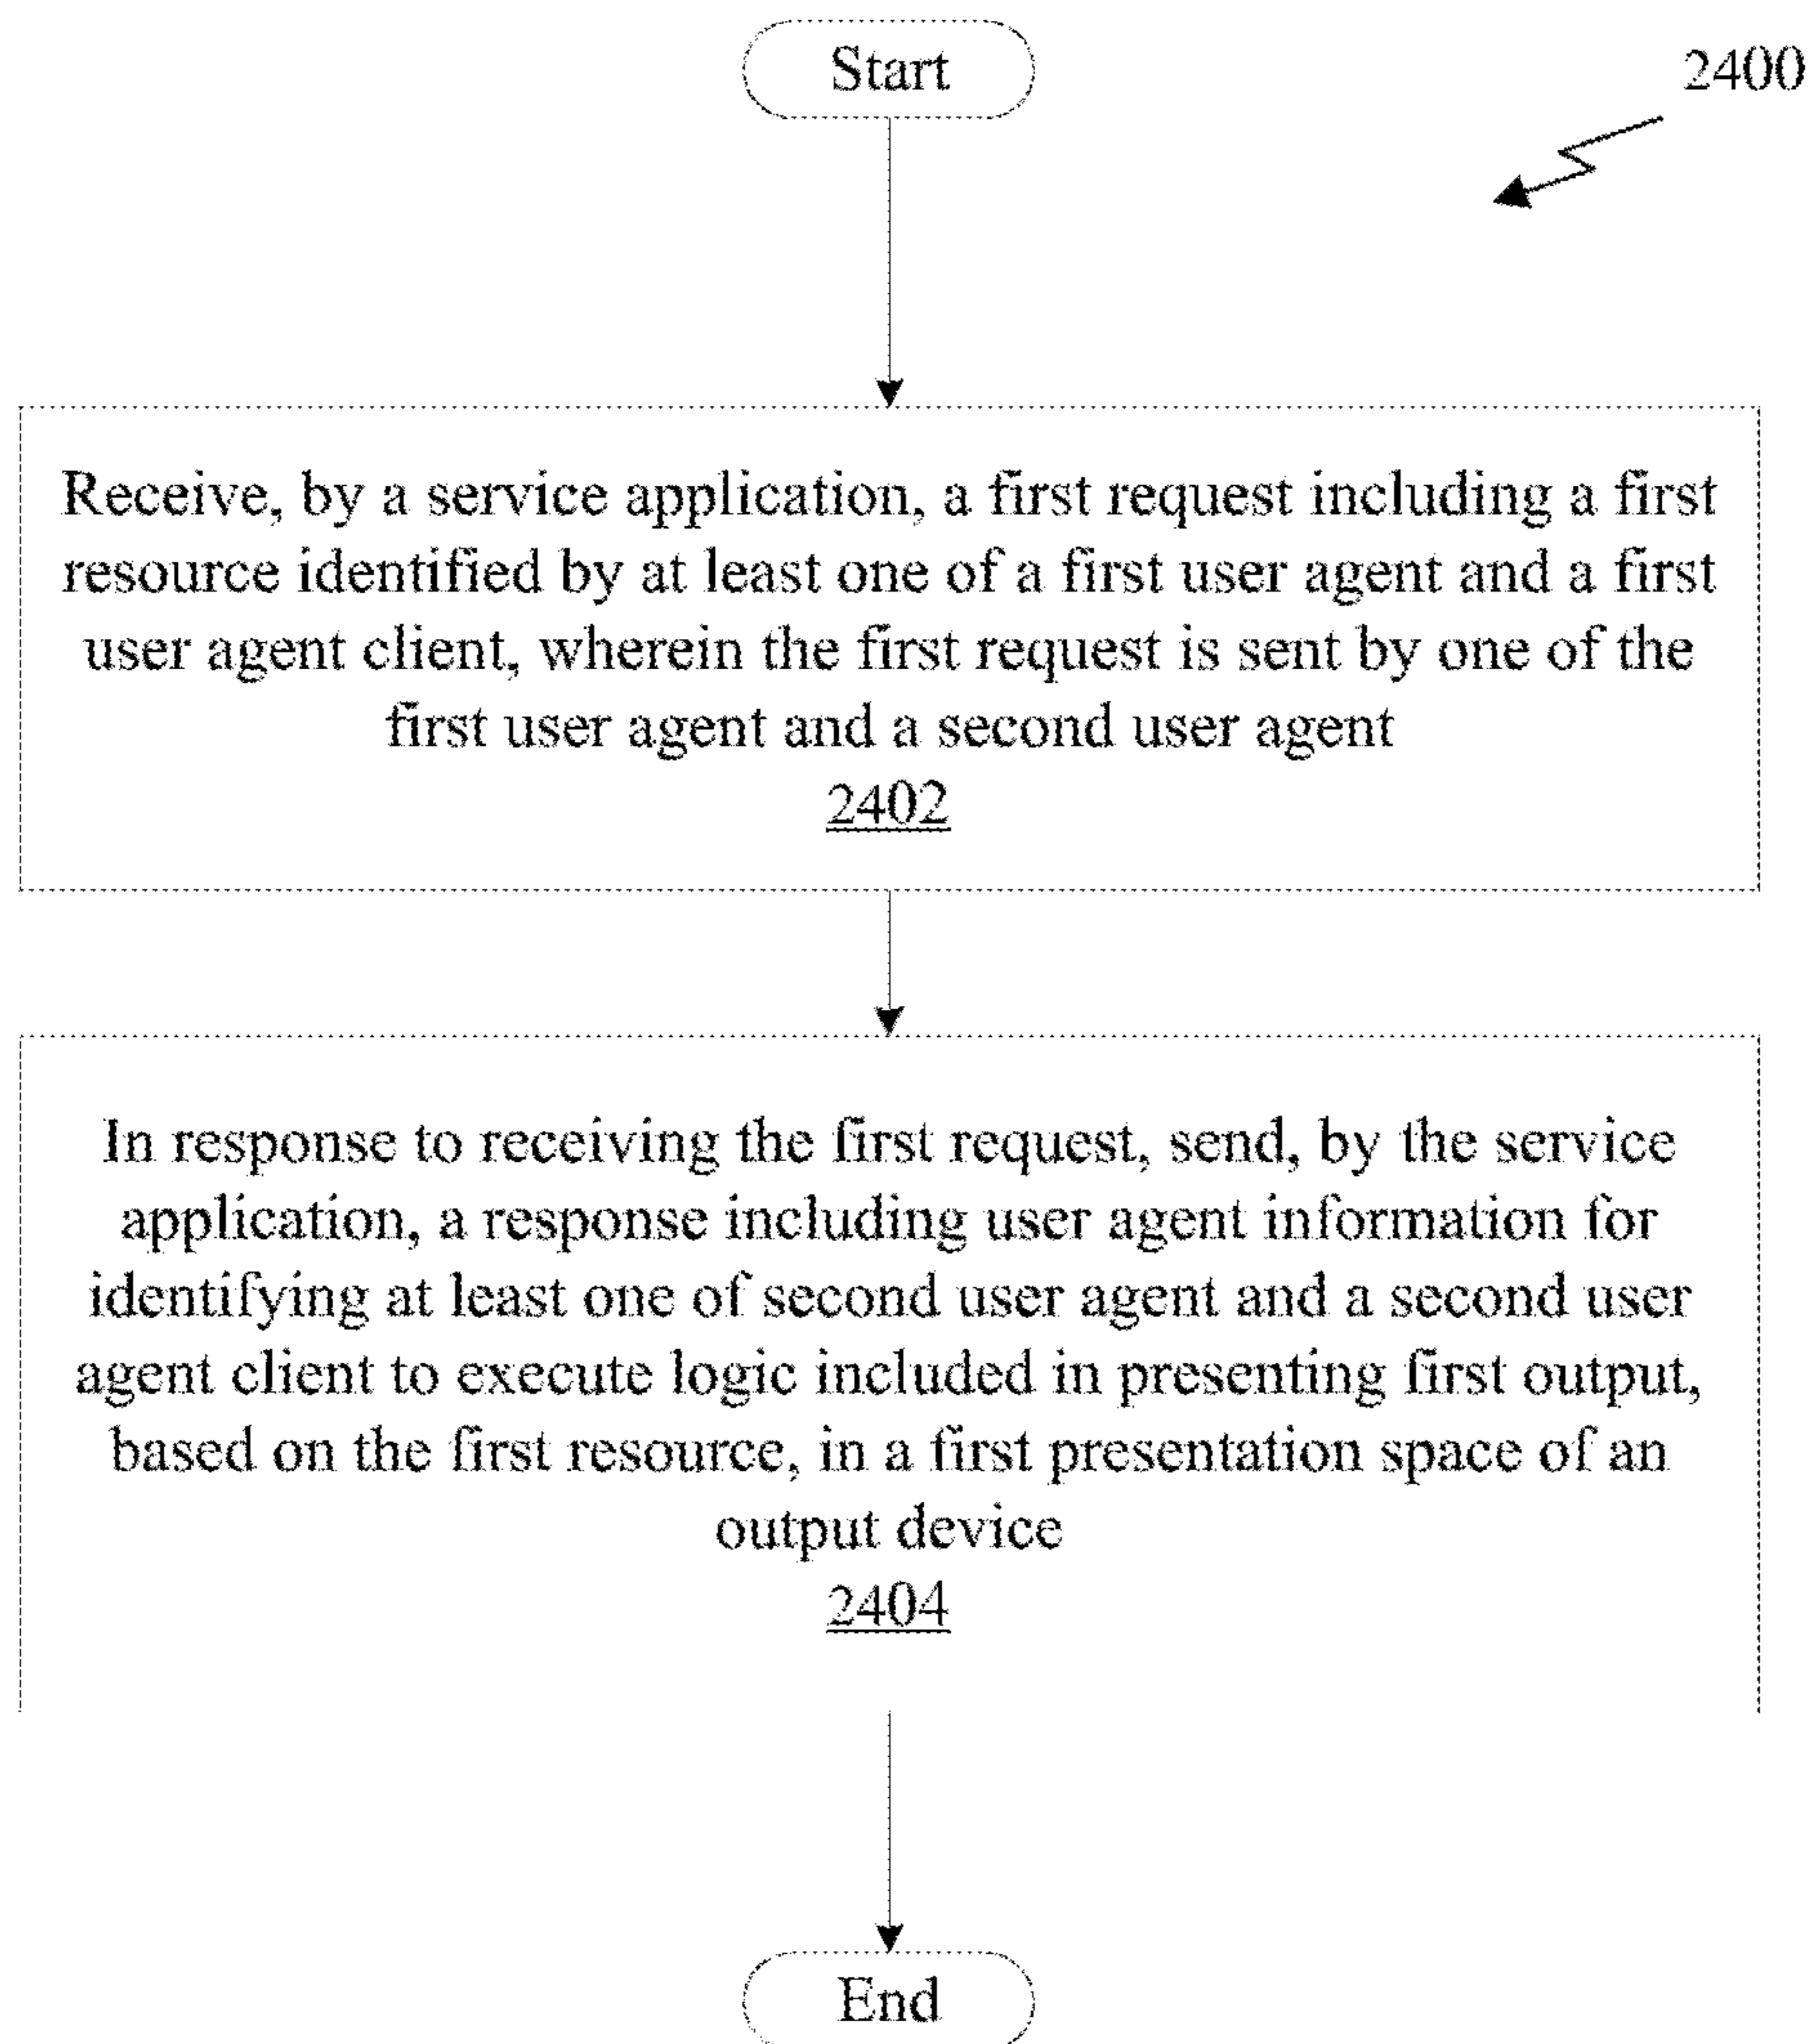 Start
2400
Receive, by a service application, a first request including a first
resource identified by at least one of a first user agent and a first
user agent client, wherein the first request is sent by one of the
first user agent and a second user agent
2402
In response to receiving the first request, send, by the service
application, a response including user agent information for
identifying at least one of second user agent and a second user
agent client to execute logic included in presenting first output,
based on the first resource, in a first presentation space of an
output device
2404
End